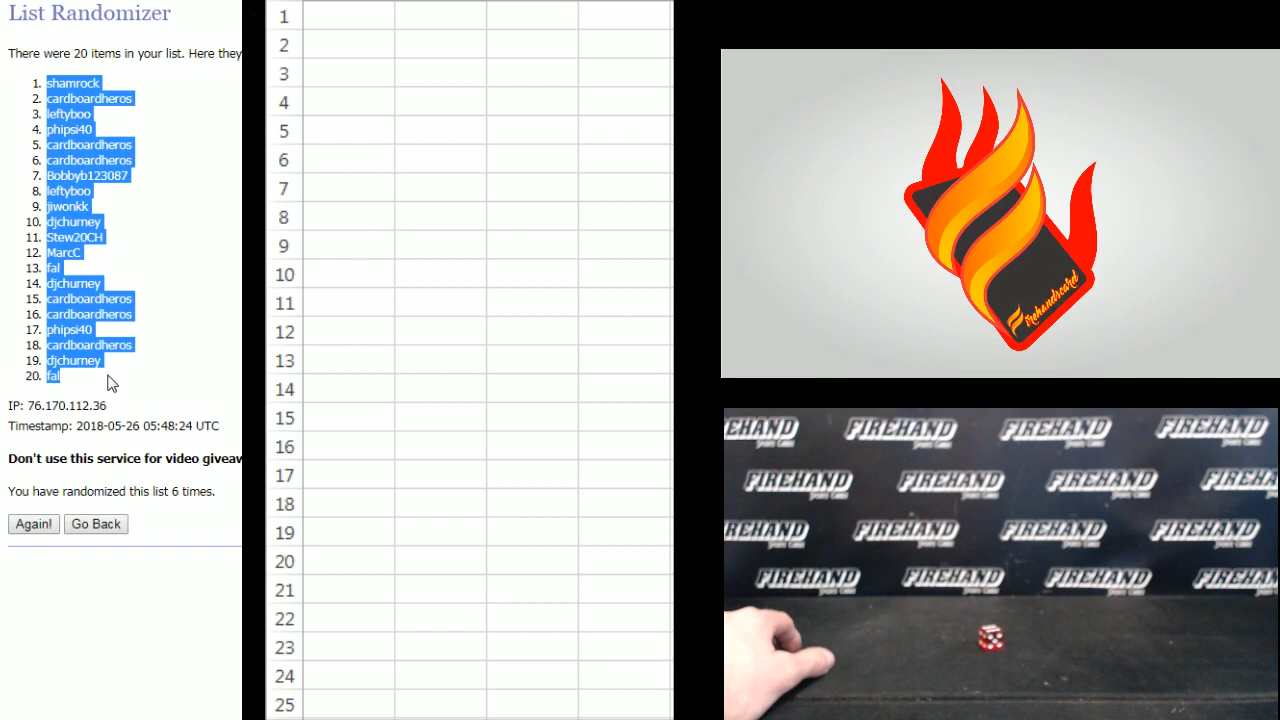 List Randomizer
There were 20 items in your list. Here they
1. shamrock
2. cardboardheros
3. leftyboo
4. phipsi40
5. cardboardheros
6. cardboardheros
7. Bobbyb123087
8. leftyboo
9. jiwonkk
10. djchurney
11. Stew20CH
12. MarcC
13. fal
14. djchurney
15. cardboardheros
16. cardboardheros
17. phipsi40
18. cardboardheros
19. djchurney
20. fal
IP: 76.170.112.36
Timestamp: 2018-05-26 05:48:24 UTC
Don't use this service for video giveaw
You have randomized this list 6 times.
Again! Go Back
1
2
3
4
5
6
7
8
9
10
11
12
13
14
15
16
17
18
19
20
21
22
23
24
25
Firehandscard
EHAND FIREHAND FIREHAND FIREHAND
FIREHAND FIREHAND FIREHAND FIREH
REHAND FIREHAND FIREHAND FIREHAND
FIREHAND FIREHAND FIREHAND FIREHAN